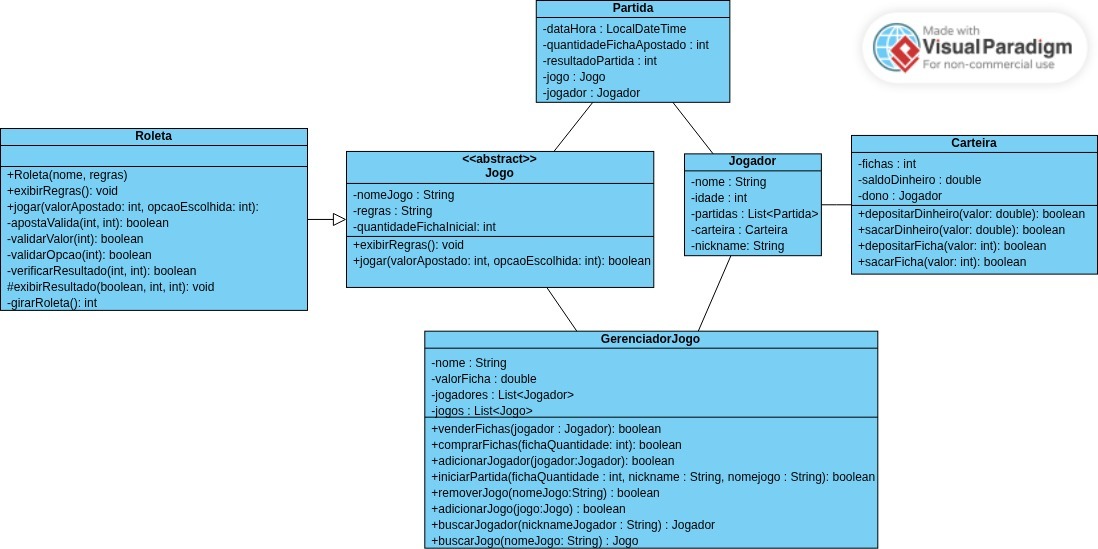 Partida
-dataHora : LocalDateTime
-quantidadeFichaApostado : int
-resultadoPartida : int
-jogo : Jogo
-jogador : Jogador
Made with
VisualParadigm
For non-commercial use
Roleta
+Roleta(nome, regras)
+exibirRegras(): void
+jogar(valorApostado: int, opcaoEscolhida: int):
-apostaValida(int, int): boolean
-validarValor(int): boolean
-validarOpcao(int): boolean
-verificarResultado(int, int): boolean
#exibirResultado(boolean, int, int): void
-girarRoleta(): int
<<abstract>>
Jogo
-nomeJogo : String
-regras : String
-quantidadeFichaInicial: int
+exibirRegras(): void
+jogar(valorApostado: int, opcaoEscolhida: int): boolean
Jogador
-nome : String
-idade : int
-partidas : List<Partida>
-carteira : Carteira
-nickname: String
Carteira
-fichas : int
-saldoDinheiro : double
-dono : Jogador
+depositarDinheiro(valor: double): boolean
+sacarDinheiro(valor: double): boolean
+depositarFicha(valor: int): boolean
+sacarFicha(valor: int): boolean
GerenciadorJogo
-nome : String
-valorFicha : double
-jogadores : List<Jogador>
-jogos : List<Jogo>
+venderFichas(jogador : Jogador): boolean
+comprarFichas(fichaQuantidade: int): boolean
+adicionarJogador(jogador:Jogador): boolean
+iniciarPartida(fichaQuantidade : int, nickname : String, nomejogo : String): boolean
+removerJogo(nomeJogo:String) : boolean
+adicionarJogo(jogo:Jogo) : boolean
+buscarJogador(nicknameJogador : String) : Jogador
+buscarJogo(nomeJogo: String) : Jogo